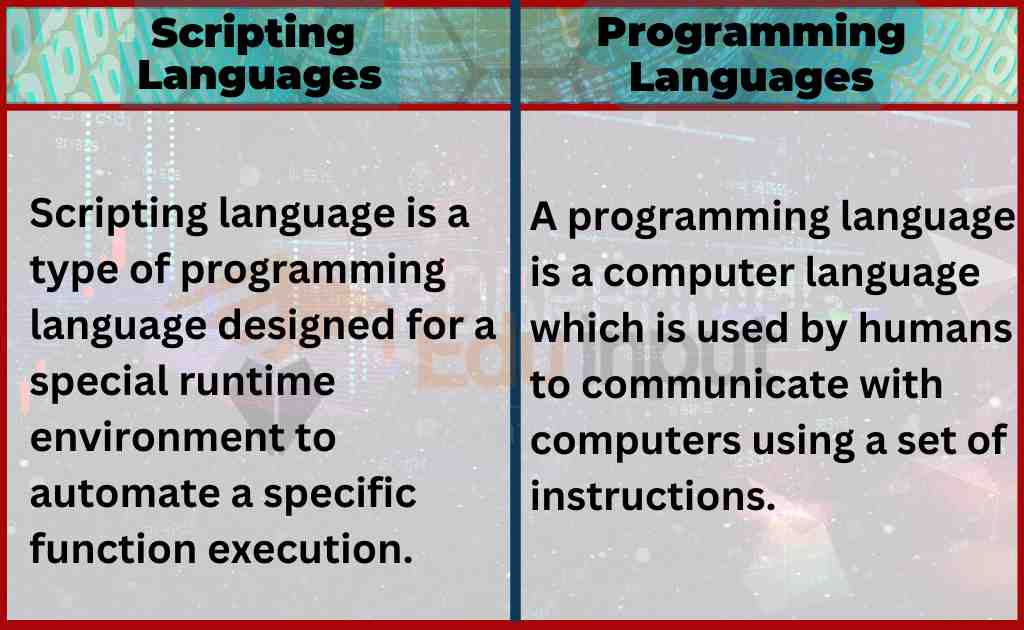 Scripting
Languages
Programming
Languages
Scripting language is a
type of programming
language designed for a
special runtime
environment to
automate a specific
function execution.
A programming language
is a computer language
which is used by humans
to communicate with
computers using a set of
instructions.